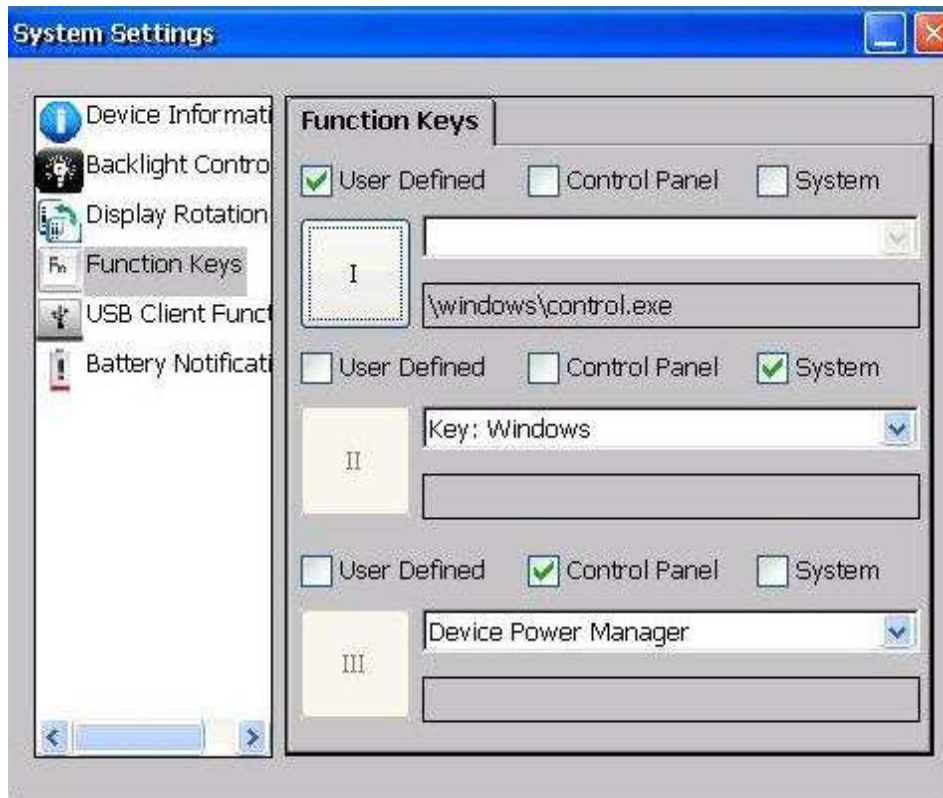 System Settings
Device Informati
Backlight Contro
Display Rotation
Fn Function Keys
USB Client Funct
Battery Notificati
Function Keys
User Defined Control Panel System
I
\windows\control.exe
User Defined Control Panel System
Key: Windows
II
User Defined Control Panel System
Device Power Manager
III